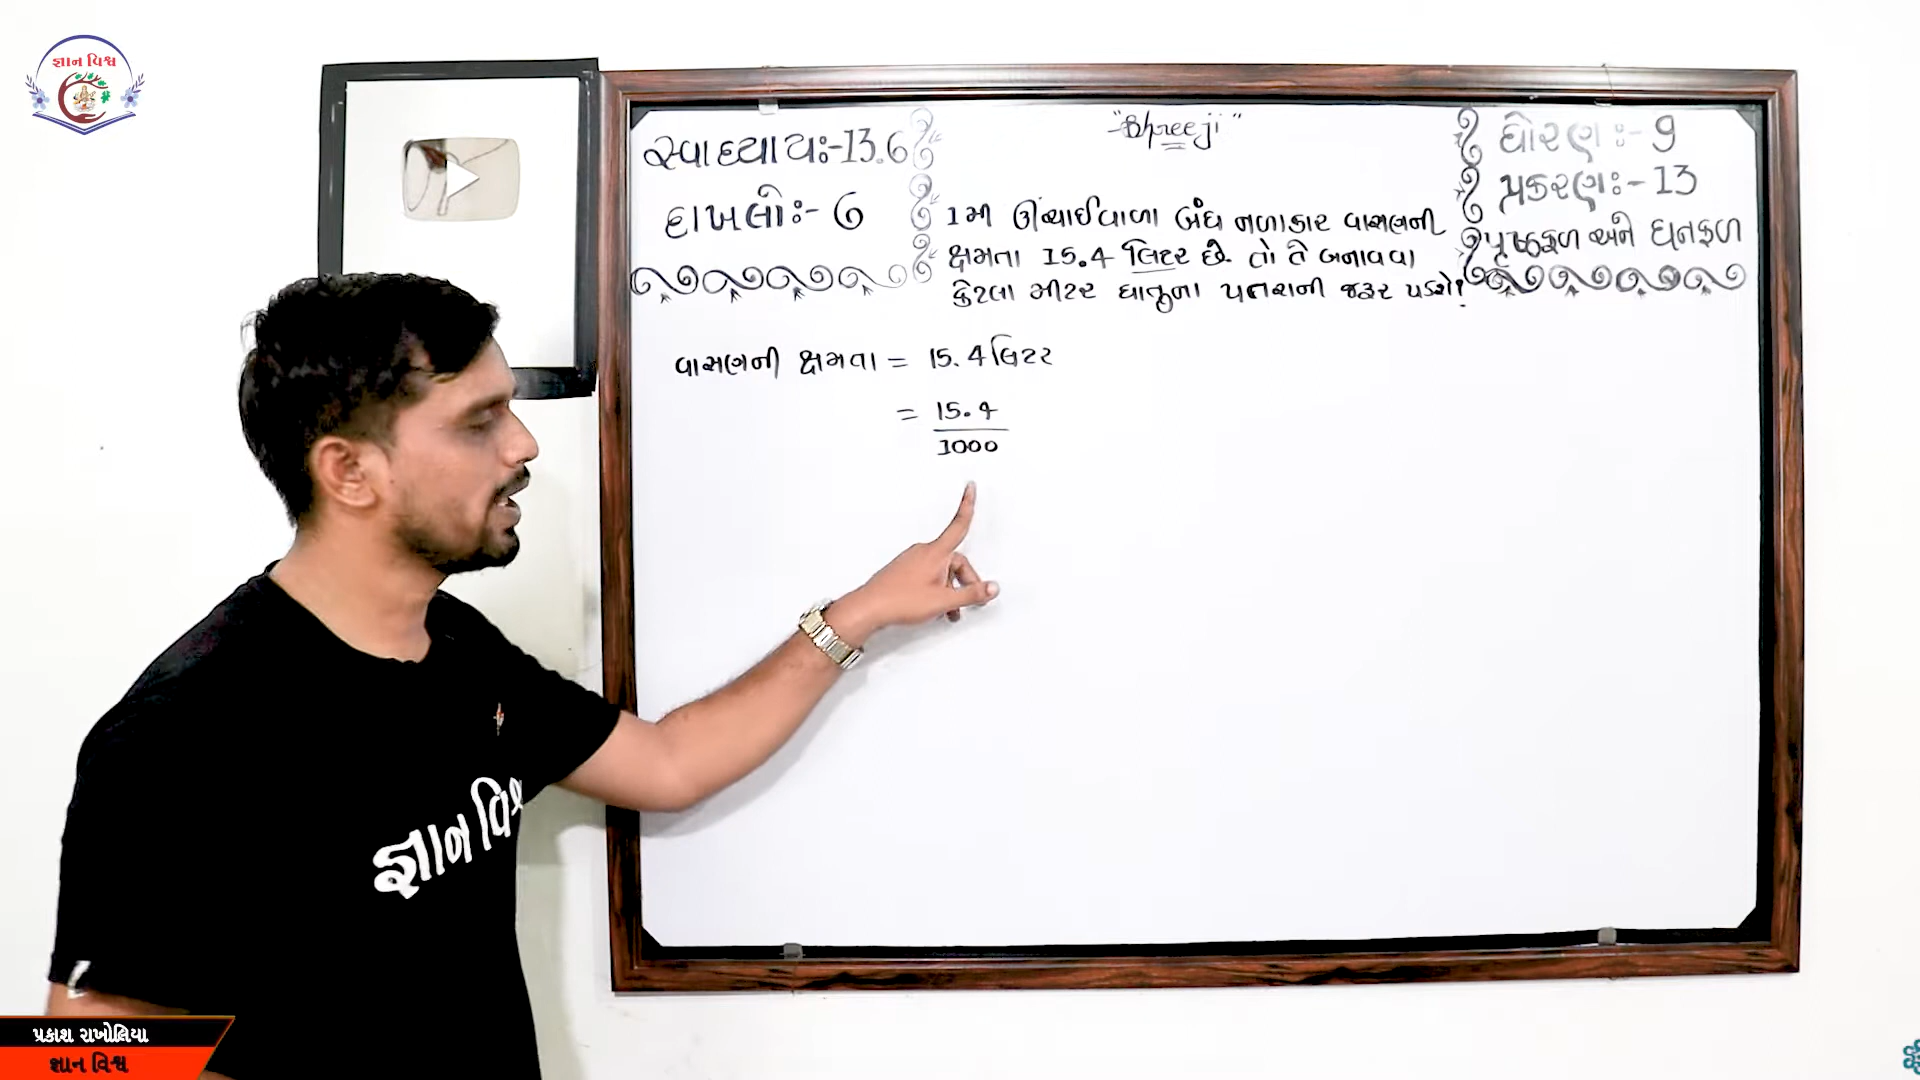 જ્ઞાન વિશ્વ
"Shreeji"
સ્વાધ્યાય:-13.6
દાખલો:- 6
ધોરણ:- 9
પ્રકરણ:- 13
પૃષ્ઠફળ અને ઘનફળ
1મી ઊંચાઈવાળા બંધ નળાકાર વાસણની
ક્ષમતા 15.4 લિટર છે. તો તે બનાવવા
કેટલા મીટર ધાતુના પતરાની જરૂર પડશે?
વાસણની ક્ષમતા = 15.4 લિટર
= 15.4
1000
જ્ઞાન વિશ્વ
પ્રકાશ રાખોલિયા
જ્ઞાન વિશ્વ